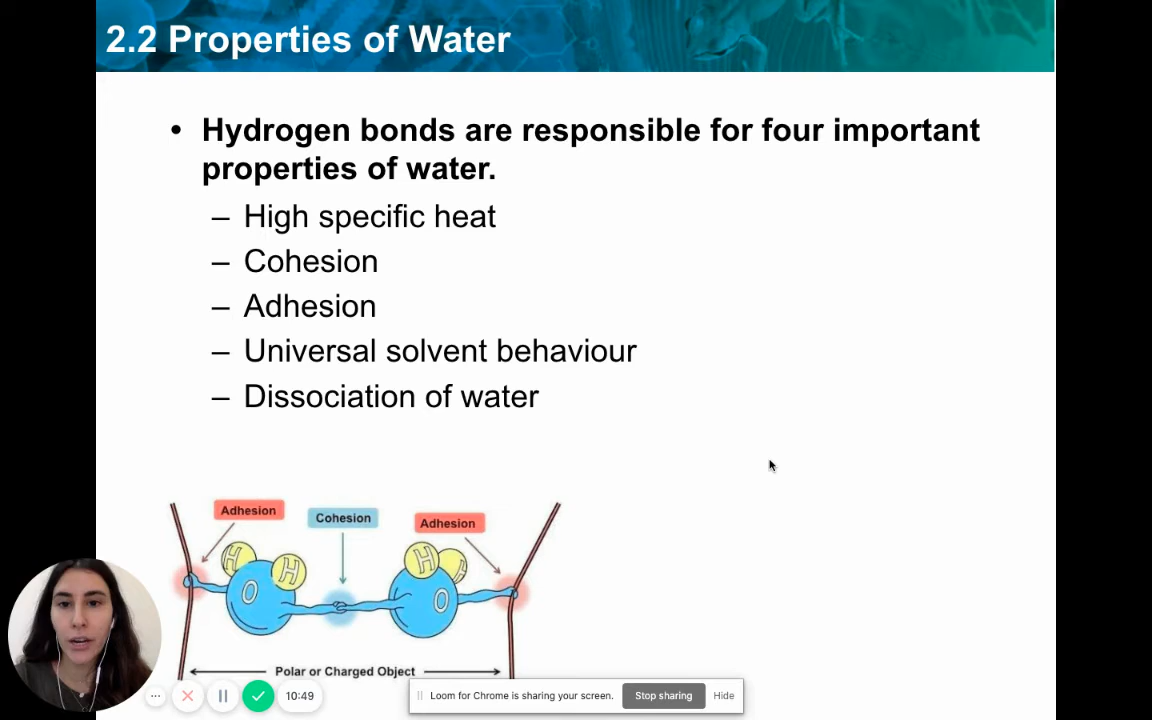 2.2 Properties of Water
• Hydrogen bonds are responsible for four important
properties of water.
– High specific heat
– Cohesion
– Adhesion
– Universal solvent behaviour
– Dissociation of water
Adhesion
Cohesion
Adhesion
H
H
O
H
H
O
Polar or Charged Object
10:49
Loom for Chrome is sharing your screen.
Stop sharing
Hide